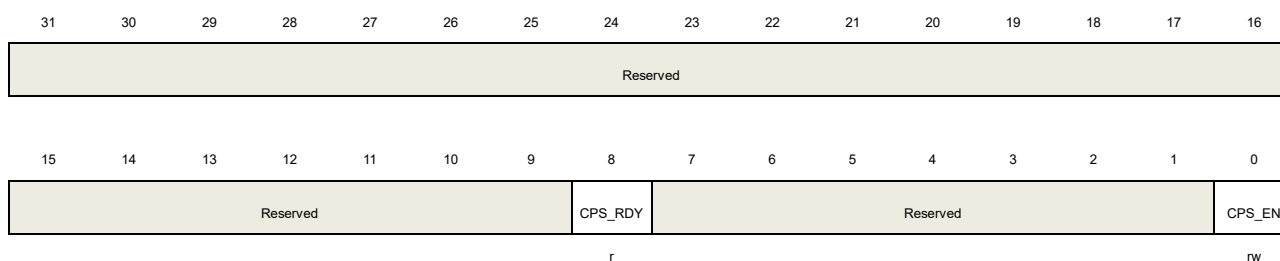 31 30 29 28 27 26 25 24 23 22 21 20 19 18 17 16
Reserved
15 14 13 12 11 10 9 8 7 6 5 4 3 2 1 0
Reserved CPS_RDY Reserved CPS_EN
r rw